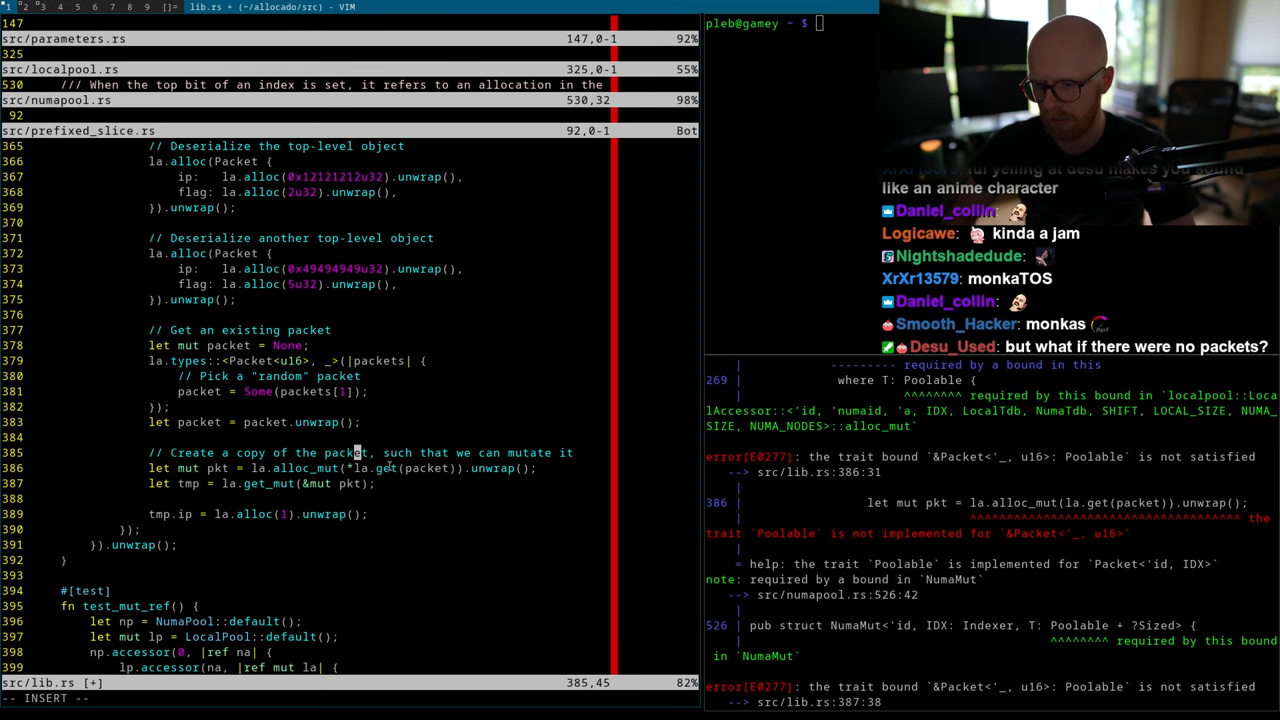 1 2 3 4 5 6 7 8 9 []= lib.rs + (~/allocado/src) - VIM
147
src/parameters.rs 147,0-1 92%
325
src/localpool.rs 325,0-1 55%
530 /// When the top bit of an index is set, it refers to an allocation in the
src/numapool.rs 530,32 98%
92
src/prefixed_slice.rs 92,0-1 Bot
365 // Deserialize the top-level object
366 la.alloc(Packet {
367 ip: la.alloc(0x12121212u32).unwrap(),
368 flag: la.alloc(2u32).unwrap(),
369 }).unwrap();
370
371 // Deserialize another top-level object
372 la.alloc(Packet {
373 ip: la.alloc(0x49494949u32).unwrap(),
374 flag: la.alloc(5u32).unwrap(),
375 }).unwrap();
376
377 // Get an existing packet
378 let mut packet = None;
379 la.types::<Packet<u16>, _>(|packets| {
380 // Pick a "random" packet
381 packet = Some(packets[1]);
382 });
383 let packet = packet.unwrap();
384
385 // Create a copy of the packet, such that we can mutate it
386 let mut pkt = la.alloc_mut(*la.get(packet)).unwrap();
387 let tmp = la.get_mut(&mut pkt);
388
389 tmp.ip = la.alloc(1).unwrap();
390 });
391 }).unwrap();
392 }
393
394 #[test]
395 fn test_mut_ref() {
396 let np = NumaPool::default();
397 let mut lp = LocalPool::default();
398 np.accessor(0, |ref na| {
399 lp.accessor(na, |ref mut la| {
src/lib.rs [+] 385,45 82%
-- INSERT --
pleb@gamey ~ $
yelling at desu makes you sound
like an anime character
Daniel_collin:
Logicawe: kinda a jam
Nightshadedude:
XrXr13579: monkaTOS
Daniel_collin:
Smooth_Hacker: monkas
Desu_Used: but what if there were no packets?
| --------- required by a bound in this
269 | where T: Poolable {
| ^^^^^^^^ required by this bound in `localpool::Loca
lAccessor::<'id, 'numaid, 'a, IDX, LocalTdb, NumaTdb, SHIFT, LOCAL_SIZE, NUMA_
SIZE, NUMA_NODES>::alloc_mut`
error[E0277]: the trait bound `&Packet<'_, u16>: Poolable` is not satisfied
--> src/lib.rs:386:31
|
386 | let mut pkt = la.alloc_mut(la.get(packet)).unwrap();
| ^^^^^^^^^^^^^^^^^^^^^^^^^^^^^^^^^^^^^ the
trait `Poolable` is not implemented for `&Packet<'_, u16>`
|
= help: the trait `Poolable` is implemented for `Packet<'id, IDX>`
note: required by a bound in `NumaMut`
--> src/numapool.rs:526:42
|
526 | pub struct NumaMut<'id, IDX: Indexer, T: Poolable + ?Sized> {
| ^^^^^^^^ required by this bound
in `NumaMut`
error[E0277]: the trait bound `&Packet<'_, u16>: Poolable` is not satisfied
--> src/lib.rs:387:38